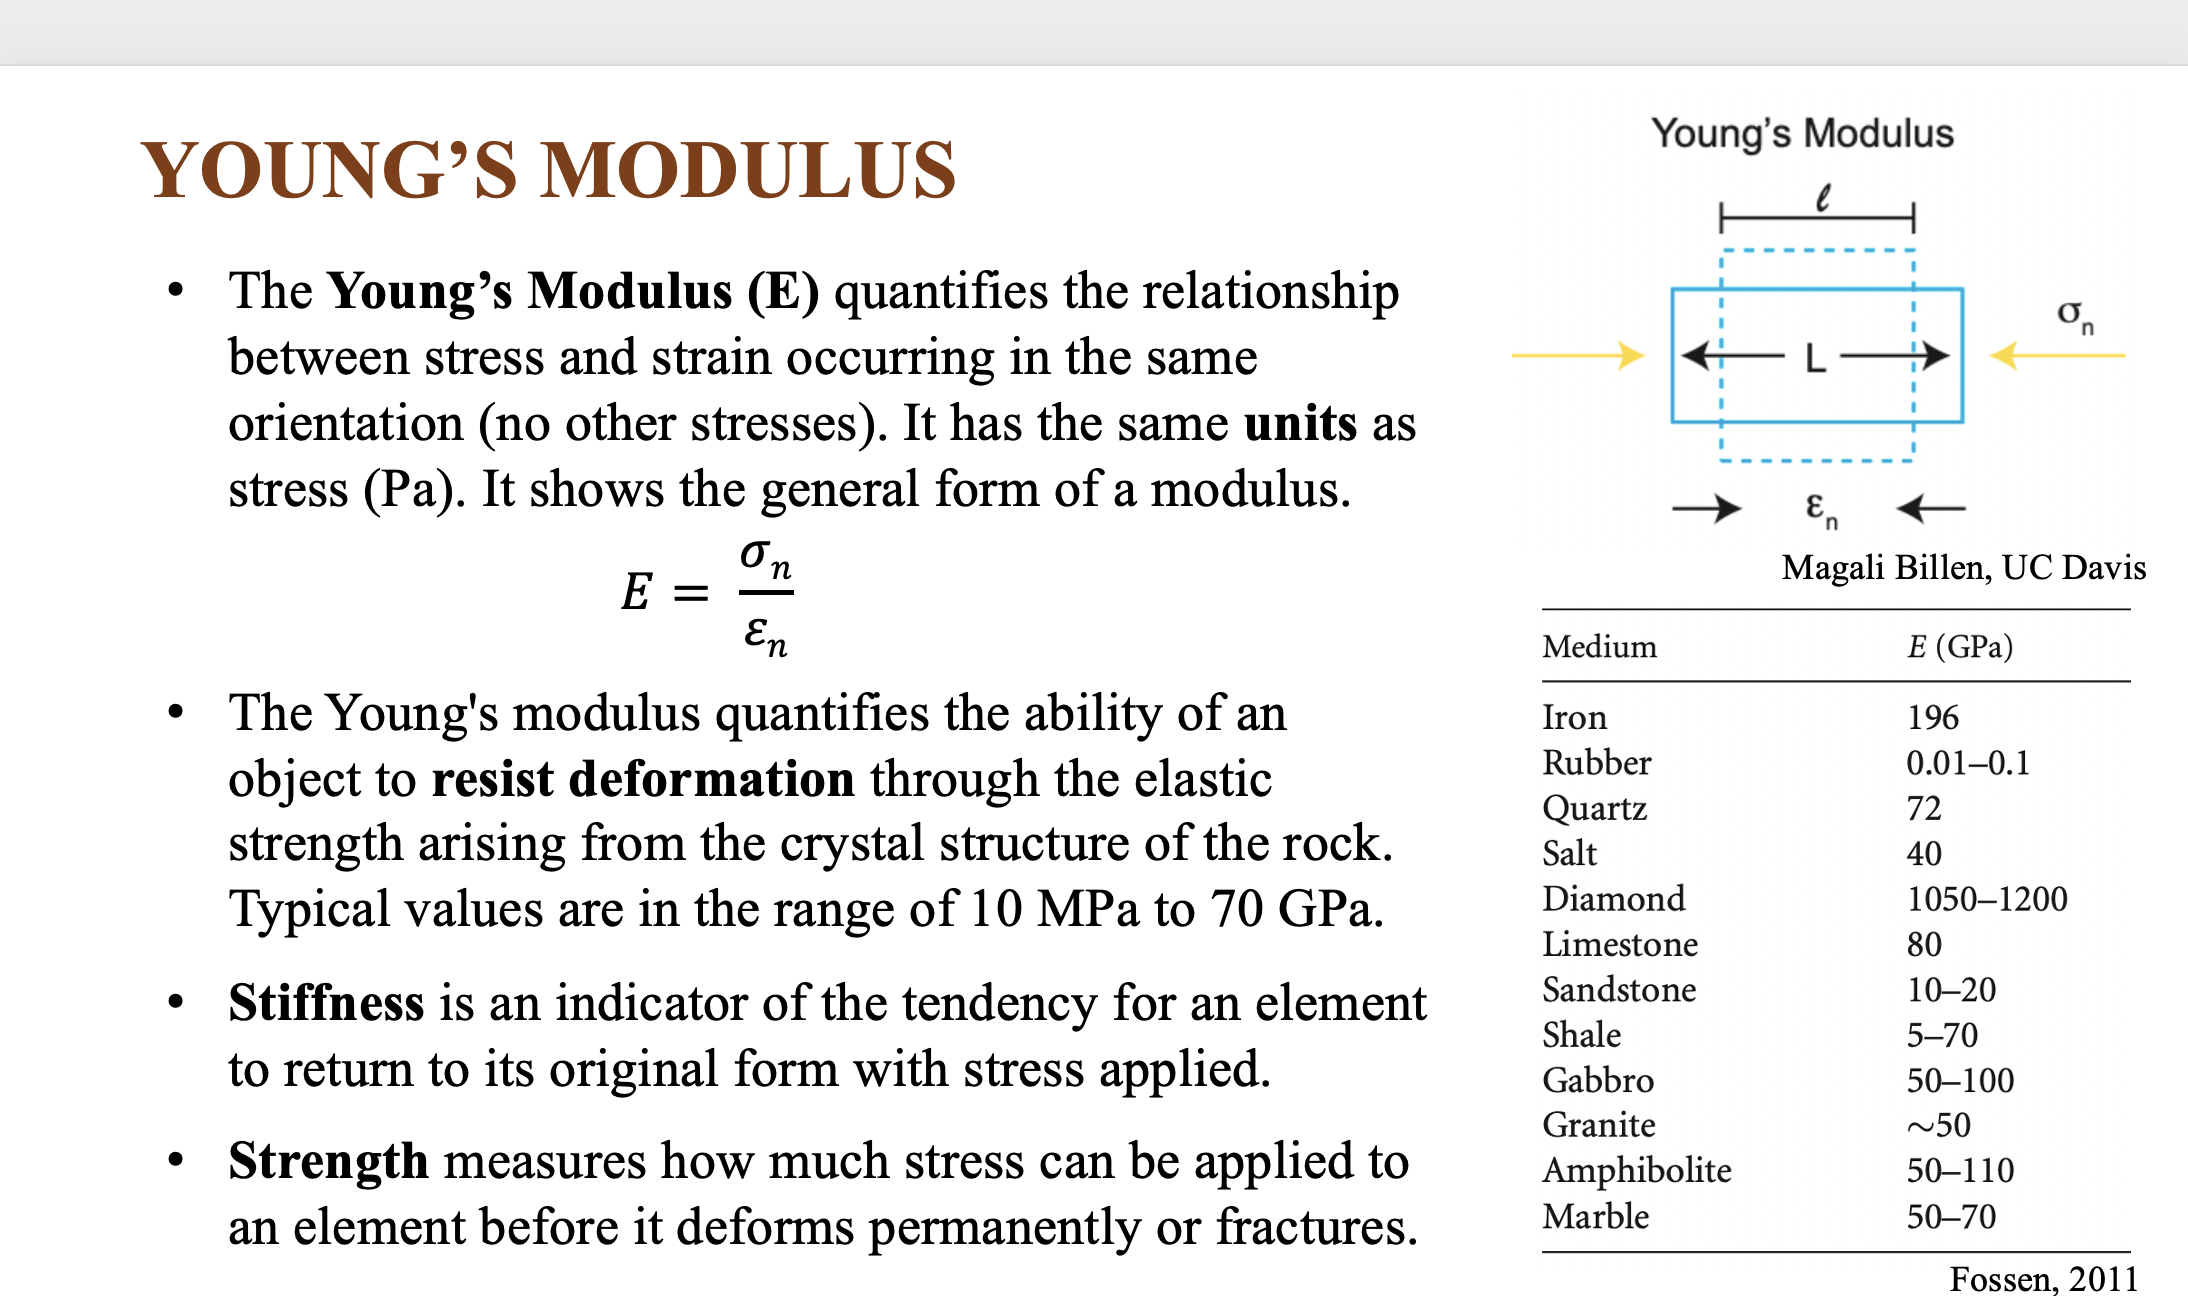 YOUNG’S MODULUS
• The Young’s Modulus (E) quantifies the relationship
between stress and strain occurring in the same
orientation (no other stresses). It has the same units as
stress (Pa). It shows the general form of a modulus.
E = σn / εn
• The Young's modulus quantifies the ability of an
object to resist deformation through the elastic
strength arising from the crystal structure of the rock.
Typical values are in the range of 10 MPa to 70 GPa.
• Stiffness is an indicator of the tendency for an element
to return to its original form with stress applied.
• Strength measures how much stress can be applied to
an element before it deforms permanently or fractures.
Young’s Modulus
ℓ
σn
L
εn
Magali Billen, UC Davis
Medium E (GPa)
Iron 196
Rubber 0.01–0.1
Quartz 72
Salt 40
Diamond 1050–1200
Limestone 80
Sandstone 10–20
Shale 5–70
Gabbro 50–100
Granite ~50
Amphibolite 50–110
Marble 50–70
Fossen, 2011